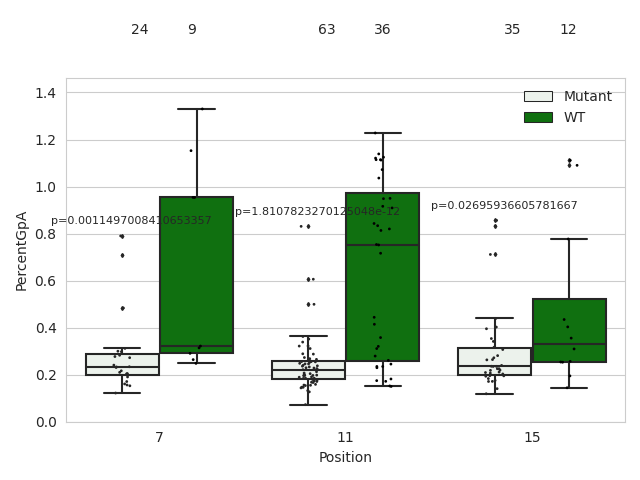 24 9 63 36 35 12
1.4
1.2
1.0
0.8
0.6
0.4
0.2
0.0
PercentGpA
Mutant
WT
p=0.0011497008410653357
p=1.8107823270125048e-12
p=0.02695936605781667
7 11 15
Position